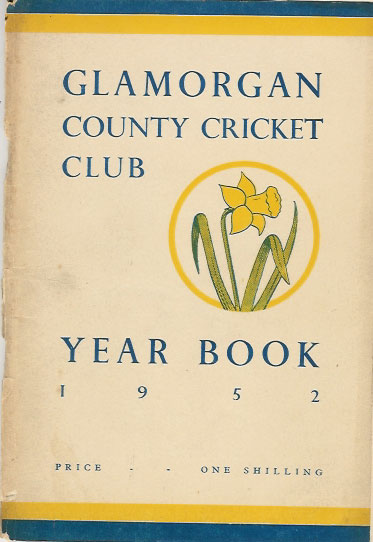 GLAMORGAN
COUNTY CRICKET
CLUB
YEAR BOOK
1 9 5 2
PRICE - - ONE SHILLING